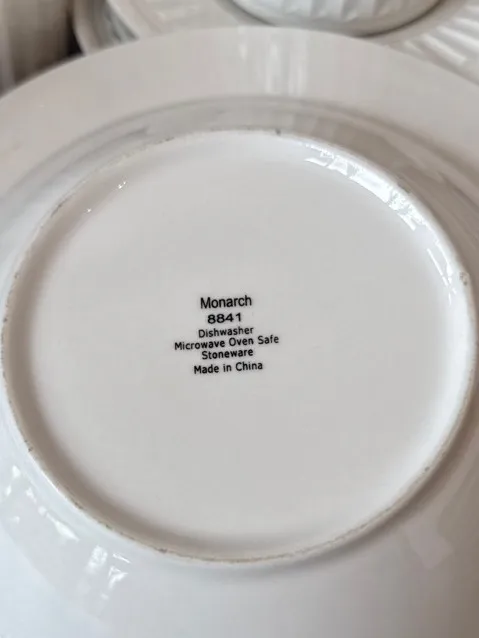 Monarch
8841
Dishwasher
Microwave Oven Safe
Stoneware
Made in China